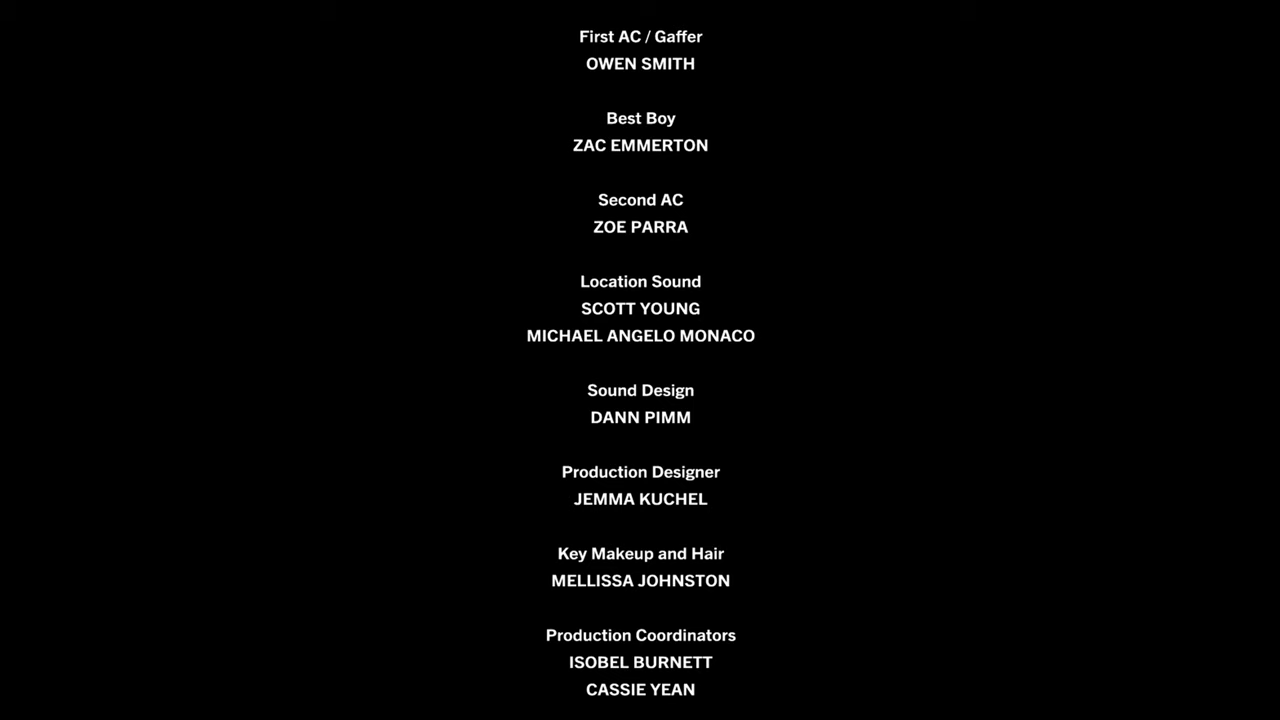 First AC / Gaffer
OWEN SMITH
Best Boy
ZAC EMMERTON
Second AC
ZOE PARRA
Location Sound
SCOTT YOUNG
MICHAEL ANGELO MONACO
Sound Design
DANN PIMM
Production Designer
JEMMA KUCHEL
Key Makeup and Hair
MELLISSA JOHNSTON
Production Coordinators
ISOBEL BURNETT
CASSIE YEAN